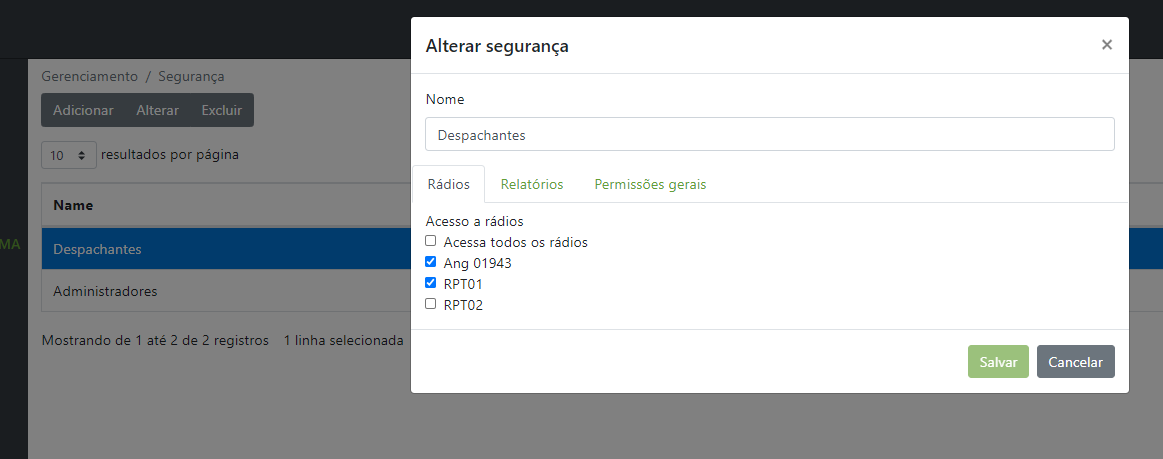 Alterar segurança
×
Gerenciamento / Segurança
Adicionar Alterar Excluir
10 resultados por página
Name
MA
Despachantes
Administradores
Mostrando de 1 até 2 de 2 registros 1 linha selecionada
Nome
Despachantes
Rádios Relatórios Permissões gerais
Acesso a rádios
Acessa todos os rádios
Ang 01943
RPT01
RPT02
Salvar Cancelar